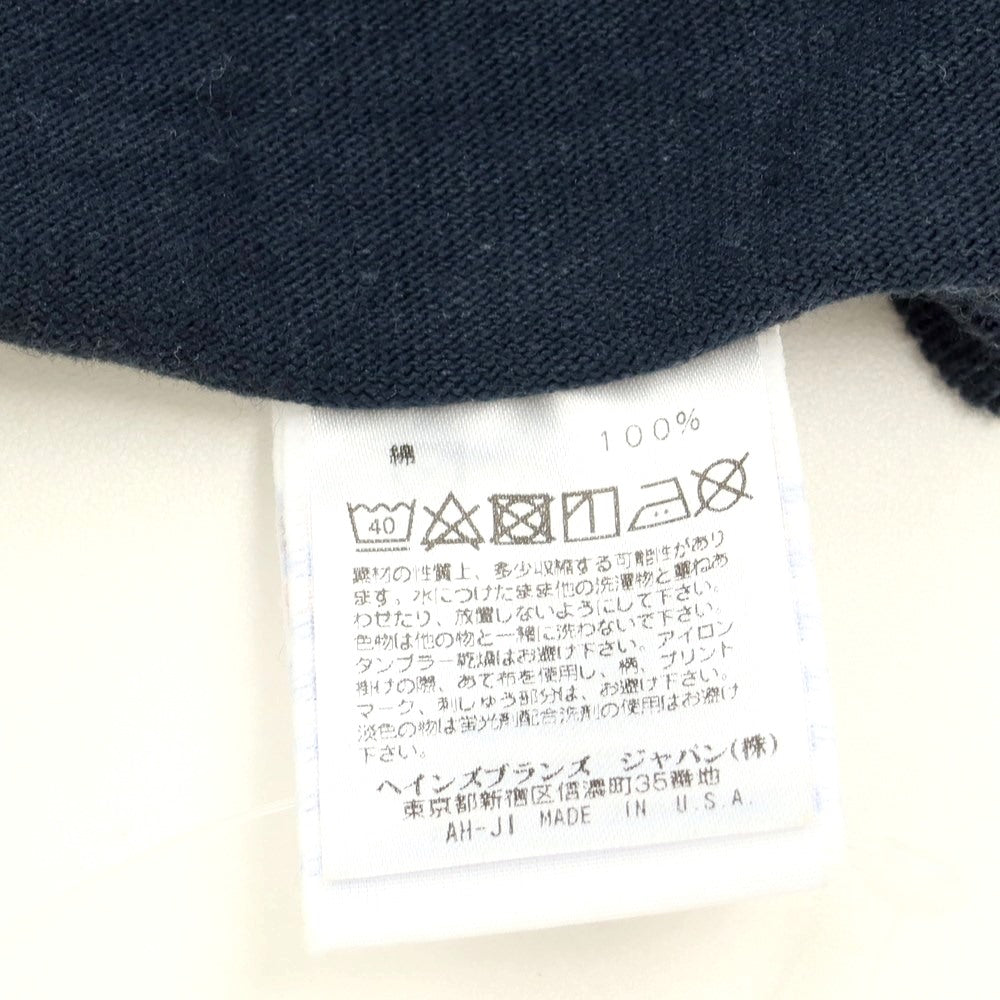 綿 100%
40
素材の性質上、多少収縮する可能性があり
ます。水につけたまま他の洗濯物と重ねあ
わせたり、放置しないようにして下さい。
色物は他の物と一緒に洗わないで下さい。
タンブラー乾燥はお避け下さい。アイロン
掛けの際、あて布を使用し、柄、プリント
マーク、刺しゅう部分は、お避け下さい。
淡色の物は蛍光剤配合洗剤の使用はお避け
下さい。
ヘインズブランズ ジャパン(株)
東京都新宿区信濃町35番地
AH-JI MADE IN U.S.A.